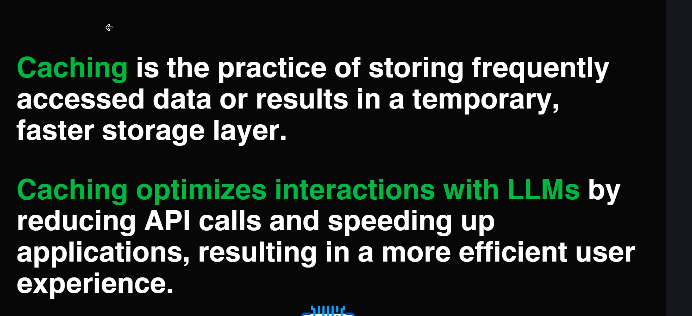 Caching is the practice of storing frequently
accessed data or results in a temporary,
faster storage layer.
Caching optimizes interactions with LLMs by
reducing API calls and speeding up
applications, resulting in a more efficient user
experience.